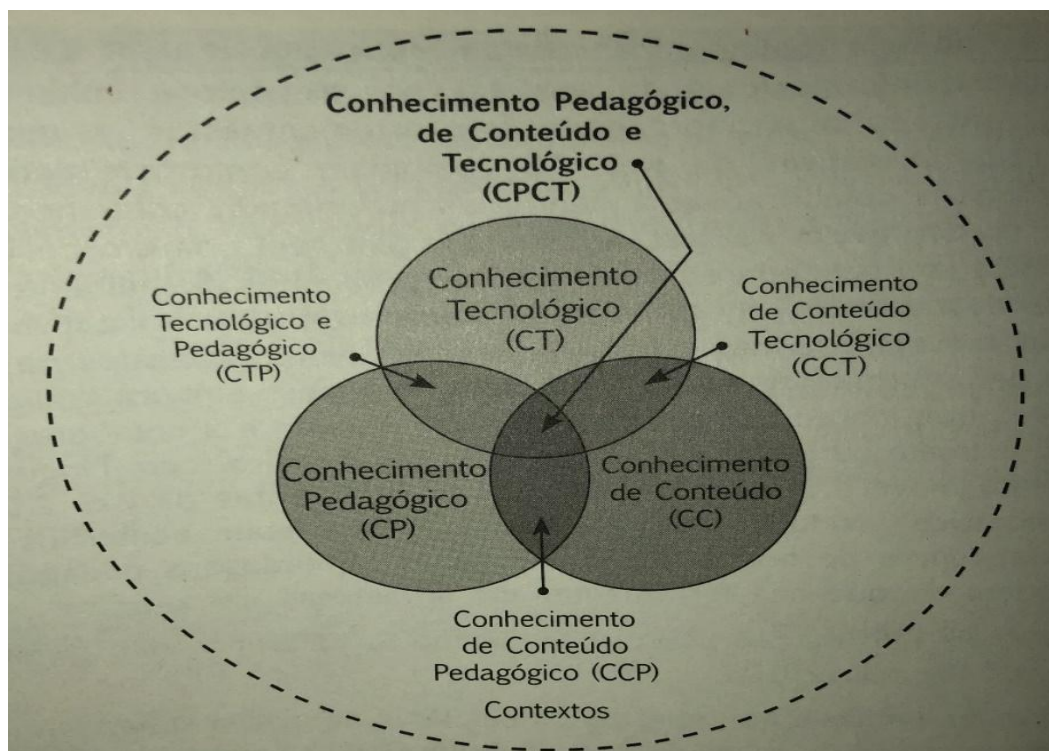 Conhecimento Pedagógico,
de Conteúdo e
Tecnológico
(CPCT)
Conhecimento
Tecnológico
(CT)
Conhecimento
Tecnológico e
Pedagógico
(CTP)
Conhecimento
de Conteúdo
Tecnológico
(CCT)
Conhecimento
Pedagógico
(CP)
Conhecimento
de Conteúdo
(CC)
Conhecimento
de Conteúdo
Pedagógico (CCP)
Contextos